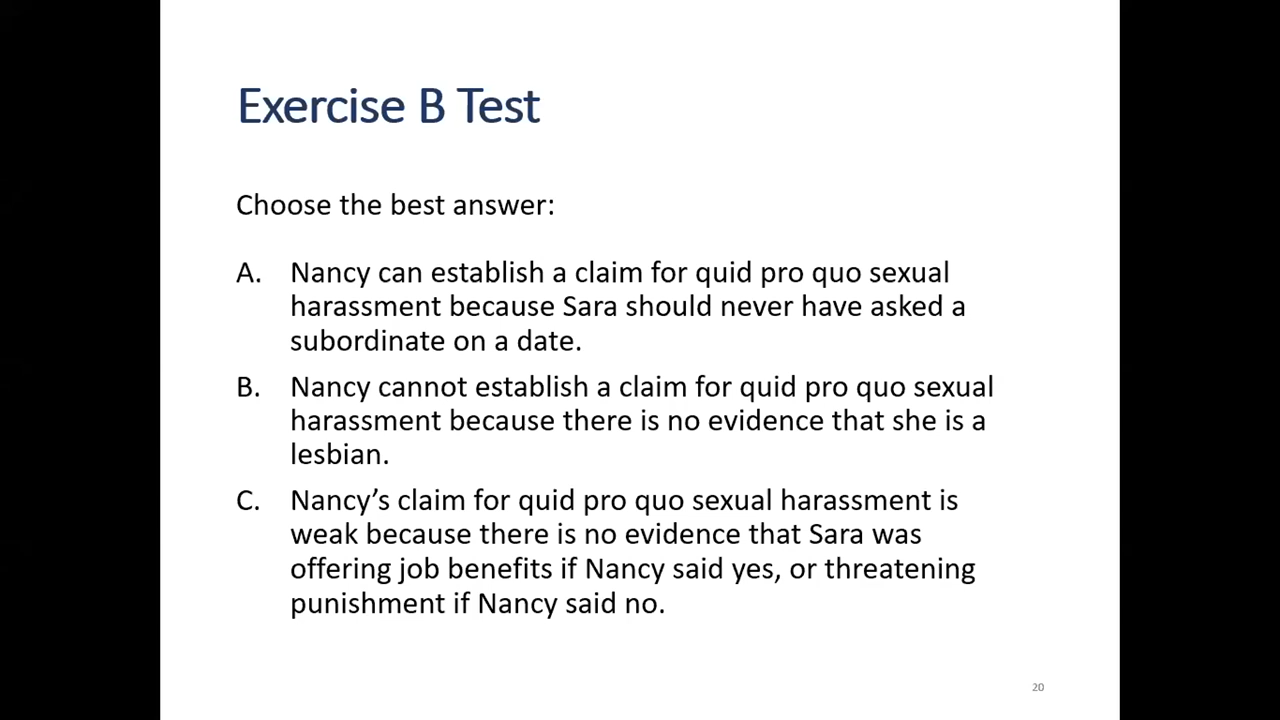 Exercise B Test
Choose the best answer:
A. Nancy can establish a claim for quid pro quo sexual
harassment because Sara should never have asked a
subordinate on a date.
B. Nancy cannot establish a claim for quid pro quo sexual
harassment because there is no evidence that she is a
lesbian.
C. Nancy’s claim for quid pro quo sexual harassment is
weak because there is no evidence that Sara was
offering job benefits if Nancy said yes, or threatening
punishment if Nancy said no.
20